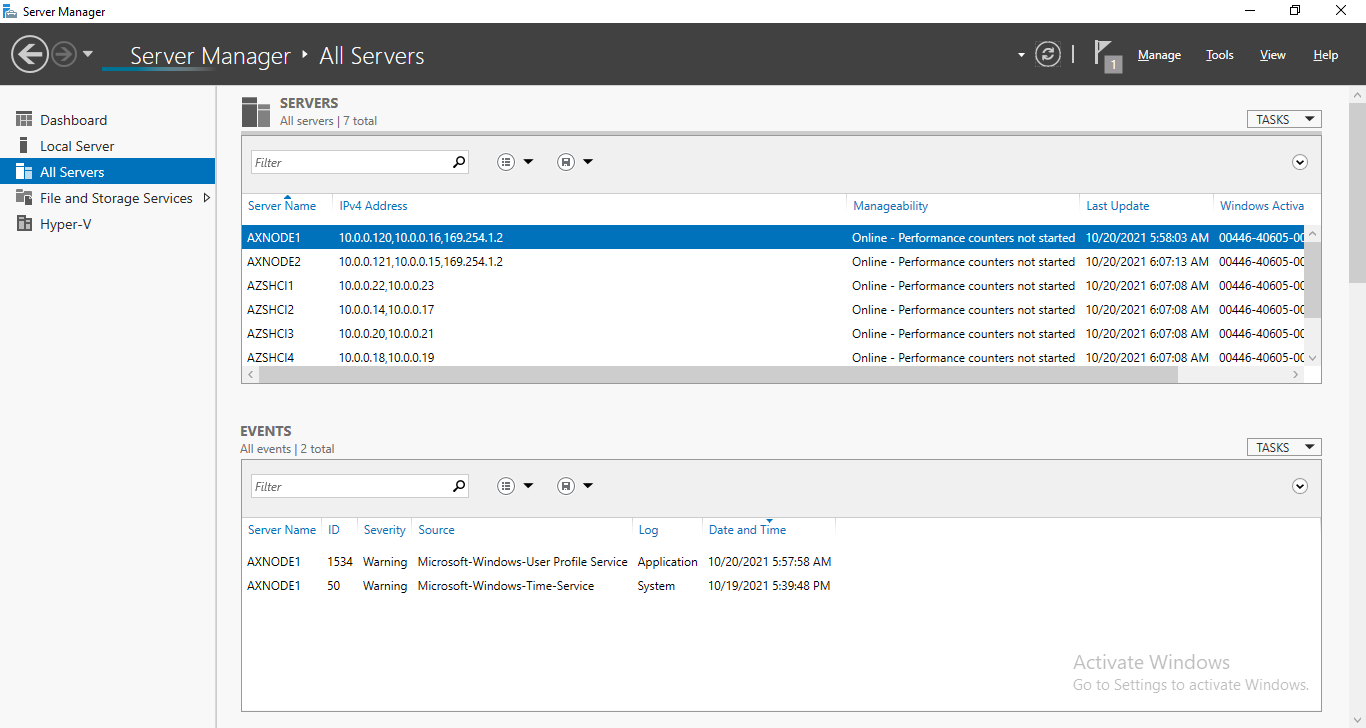 Server Manager
Server Manager ‣ All Servers
1
Manage Tools View Help
Dashboard
Local Server
All Servers
File and Storage Services
Hyper-V
SERVERS
All servers | 7 total
TASKS
Filter
Server Name IPv4 Address Manageability Last Update Windows Activa
AXNODE1 10.0.0.120,10.0.0.16,169.254.1.2 Online - Performance counters not started 10/20/2021 5:58:03 AM 00446-40605-00
AXNODE2 10.0.0.121,10.0.0.15,169.254.1.2 Online - Performance counters not started 10/20/2021 6:07:13 AM 00446-40605-00
AZSHCI1 10.0.0.22,10.0.0.23 Online - Performance counters not started 10/20/2021 6:07:08 AM 00446-40605-00
AZSHCI2 10.0.0.14,10.0.0.17 Online - Performance counters not started 10/20/2021 6:07:08 AM 00446-40605-00
AZSHCI3 10.0.0.20,10.0.0.21 Online - Performance counters not started 10/20/2021 6:07:08 AM 00446-40605-00
AZSHCI4 10.0.0.18,10.0.0.19 Online - Performance counters not started 10/20/2021 6:07:08 AM 00446-40605-00
EVENTS
All events | 2 total
TASKS
Filter
Server Name ID Severity Source Log Date and Time
AXNODE1 1534 Warning Microsoft-Windows-User Profile Service Application 10/20/2021 5:57:58 AM
AXNODE1 50 Warning Microsoft-Windows-Time-Service System 10/19/2021 5:39:48 PM
Activate Windows
Go to Settings to activate Windows.